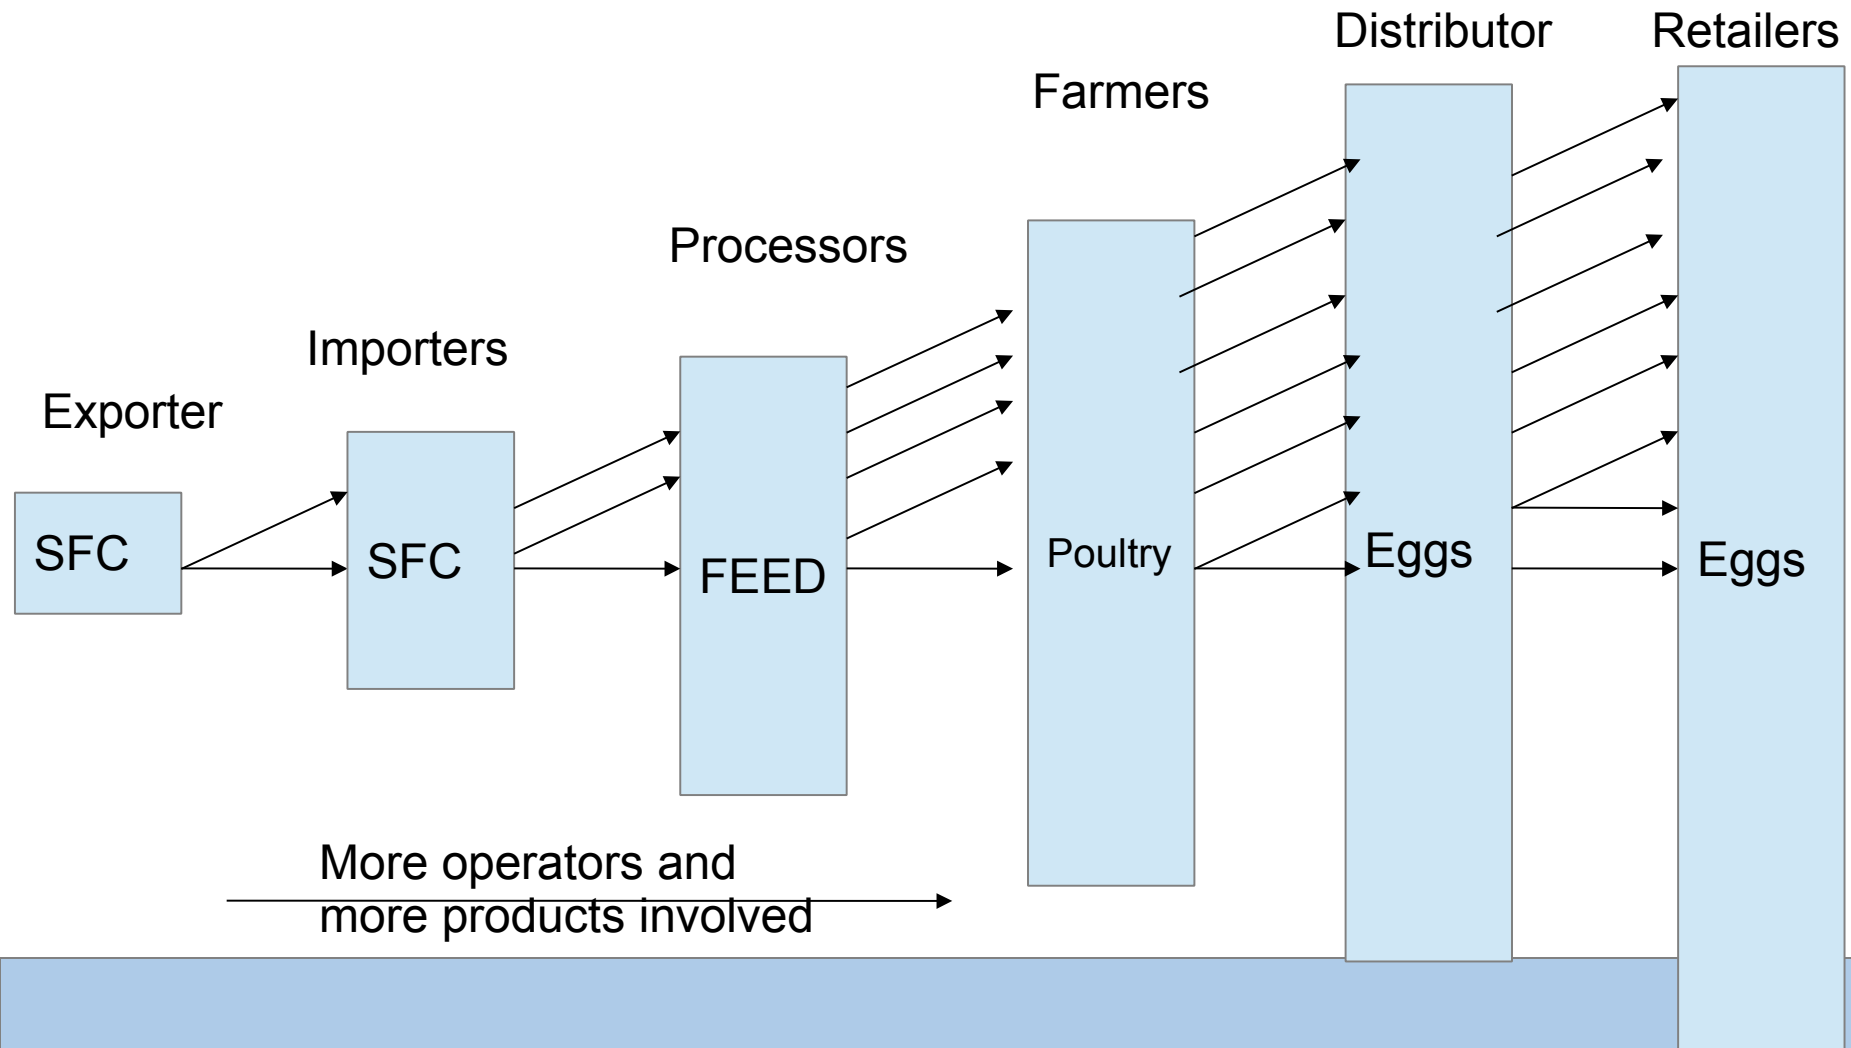 Distributor
Retailers
Farmers
Processors
Importers
Exporter
SFC
SFC
FEED
Poultry
Eggs
Eggs
More operators and
more products involved